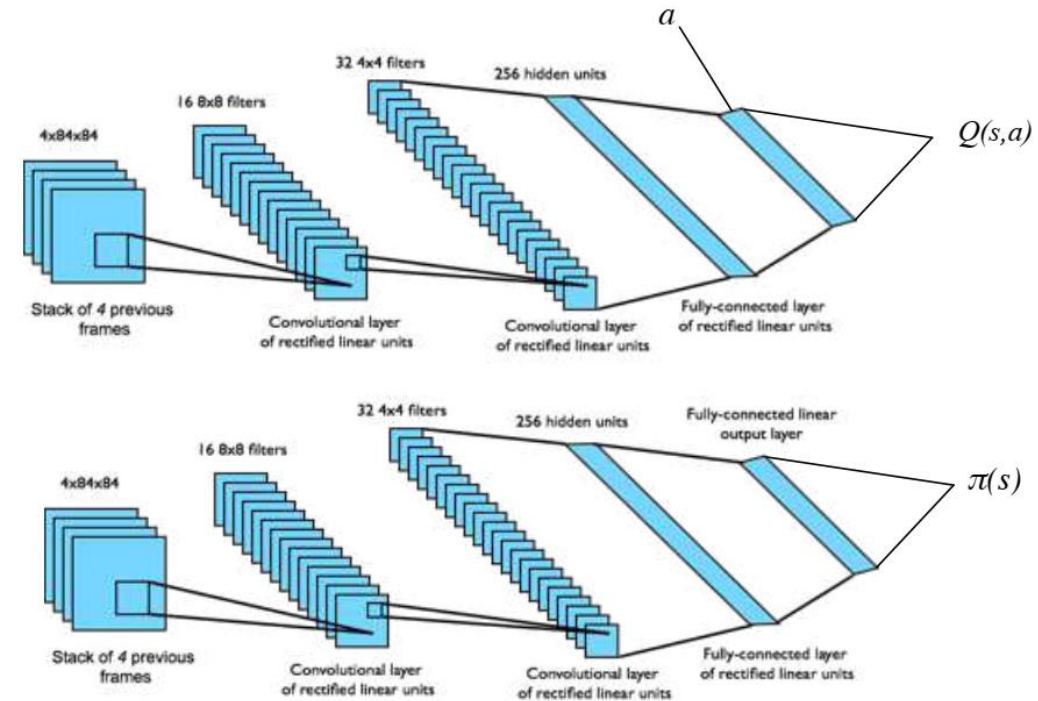 a
32 4x4 filters
256 hidden units
16 8x8 filters
4x84x84
Q(s,a)
Stack of 4 previous
frames
Convolutional layer
of rectified linear units
Convolutional layer
of rectified linear units
Fully-connected layer
of rectified linear units
32 4x4 filters
256 hidden units
Fully-connected linear
output layer
16 8x8 filters
4x84x84
π(s)
Stack of 4 previous
frames
Convolutional layer
of rectified linear units
Convolutional layer
of rectified linear units
Fully-connected layer
of rectified linear units